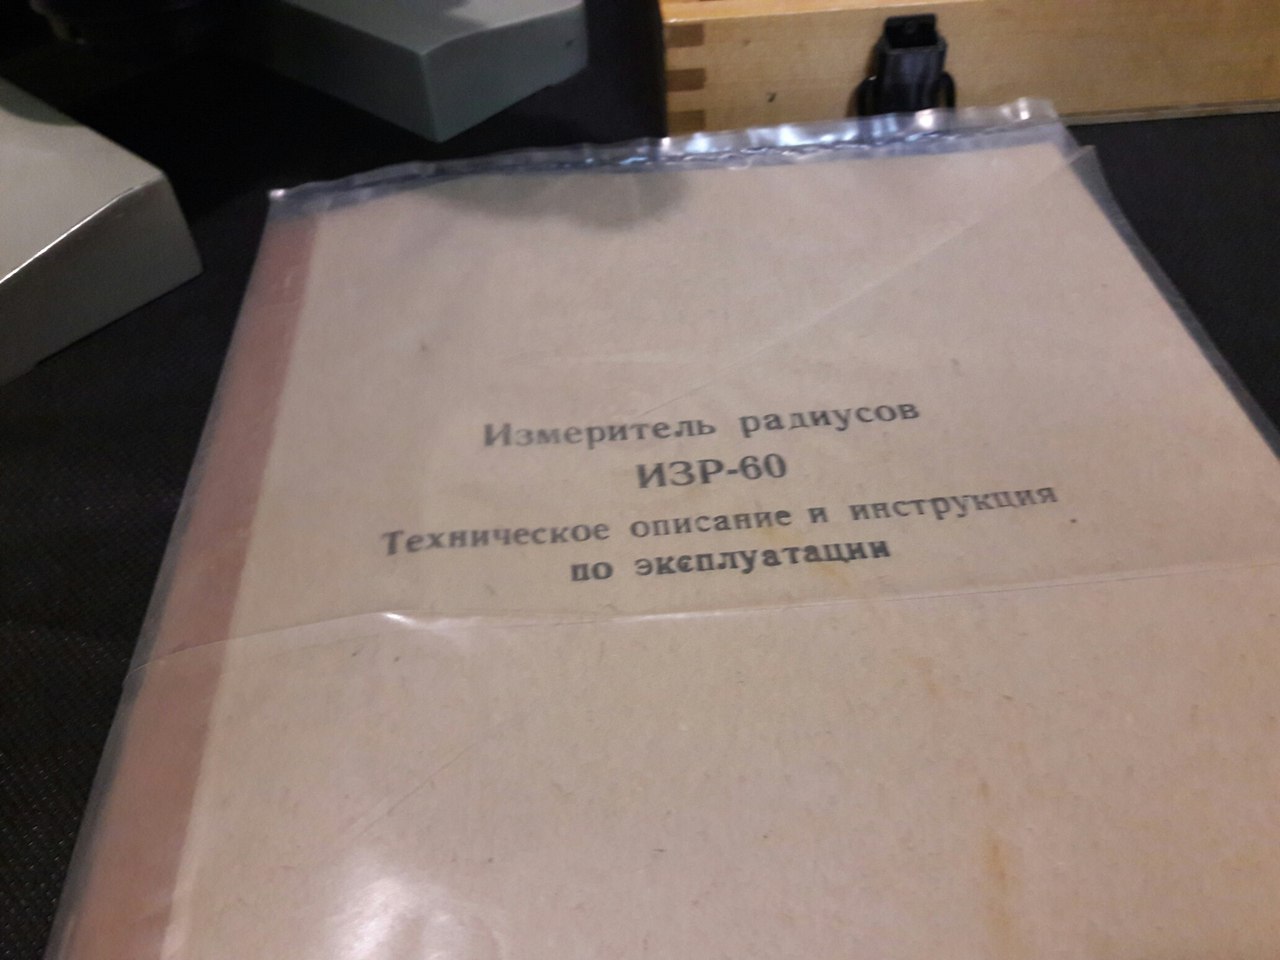 Измеритель радиусов
ИЗР-60
Техническое описание и инструкция
по эксплуатации